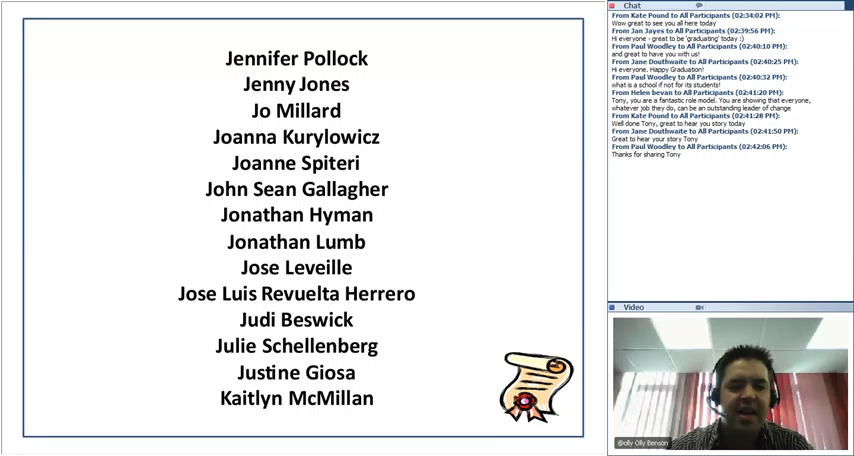 Jennifer Pollock
Jenny Jones
Jo Millard
Joanna Kurylowicz
Joanne Spiteri
John Sean Gallagher
Jonathan Hyman
Jonathan Lumb
Jose Leveille
Jose Luis Revuelta Herrero
Judi Beswick
Julie Schellenberg
Justine Giosa
Kaitlyn McMillan
Chat
From Kate Pound to All Participants (02:34:02 PM):
Wow great to see you all here today
From Jan Jayes to All Participants (02:39:56 PM):
Hi everyone - great to be 'graduating' today :)
From Paul Woodley to All Participants (02:40:10 PM):
and great to have you with us!
From Jane Douthwaite to All Participants (02:40:25 PM):
Hi everyone. Happy Graduation!
From Paul Woodley to All Participants (02:40:32 PM):
what is a school if not for its students!
From Helen bevan to All Participants (02:41:20 PM):
Tony, you are a fantastic role model. You are showing that everyone,
whatever job they do, can be an outstanding leader of change
From Kate Pound to All Participants (02:41:28 PM):
Well done Tony, great to hear you story today
From Jane Douthwaite to All Participants (02:41:50 PM):
Great to hear your story Tony
From Paul Woodley to All Participants (02:42:06 PM):
Thanks for sharing Tony
Video
@olly Olly Benson